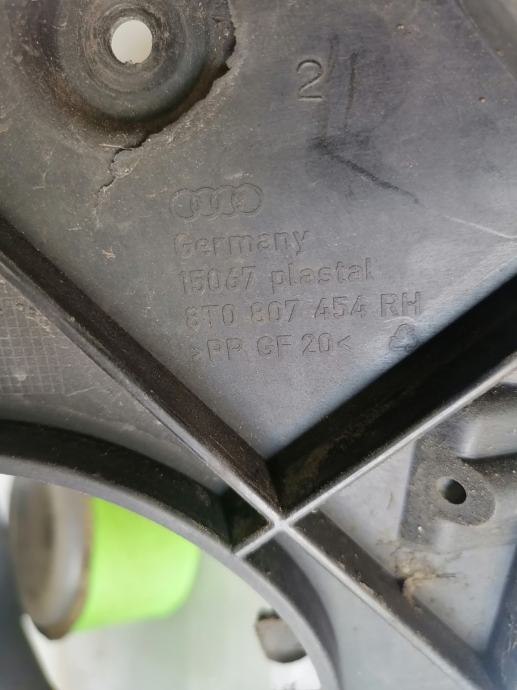 2
Germany
15067 plastal
8T0 807 454 RH
>PP GF 20<